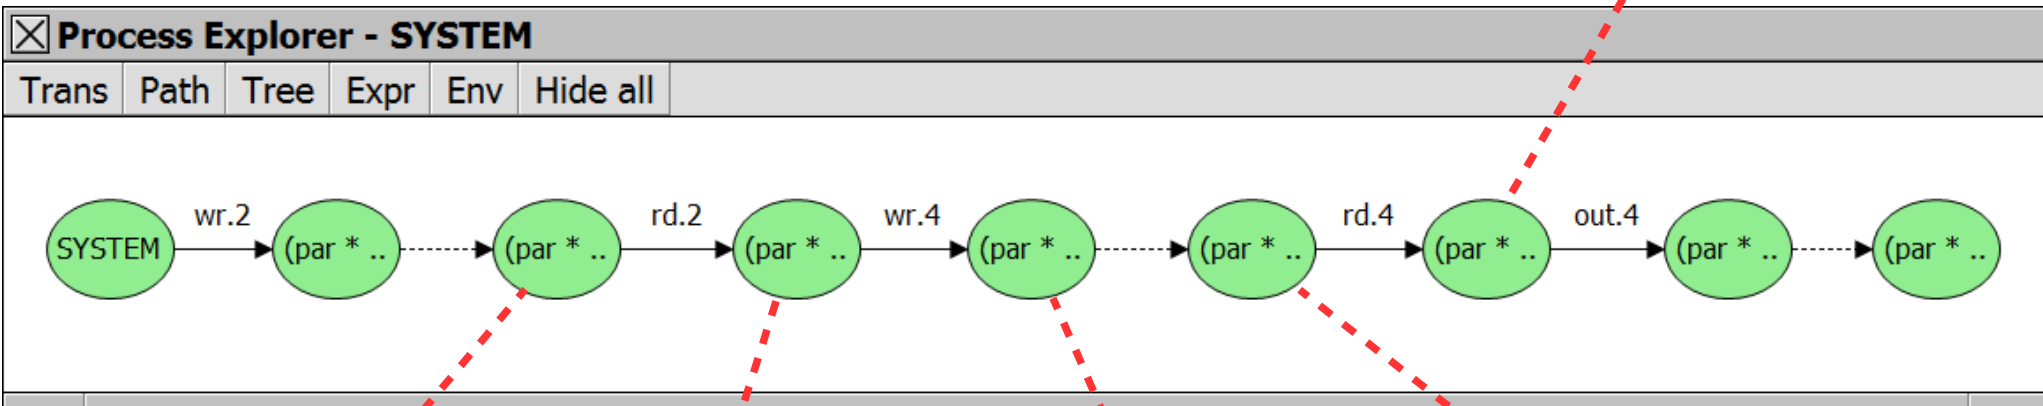 Process Explorer - SYSTEM
Trans Path Tree Expr Env Hide all
wr.2 rd.2 wr.4 rd.4 out.4
SYSTEM (par * .. (par * .. (par * .. (par * .. (par * .. (par * .. (par * .. (par * ..